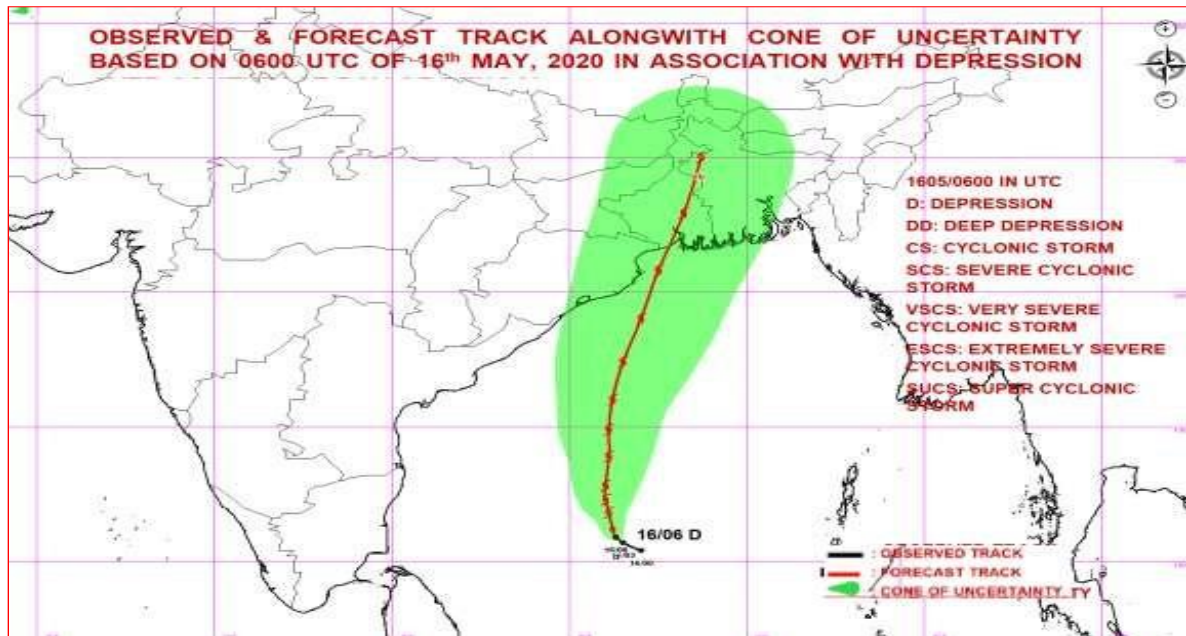 OBSERVED & FORECAST TRACK ALONGWITH CONE OF UNCERTAINTY
BASED ON 0600 UTC OF 16th MAY, 2020 IN ASSOCIATION WITH DEPRESSION
1605/0600 IN UTC
D: DEPRESSION
DD: DEEP DEPRESSION
CS: CYCLONIC STORM
SCS: SEVERE CYCLONIC
STORM
VSCS: VERY SEVERE
CYCLONIC STORM
ESCS: EXTREMELY SEVERE
CYCLONIC STORM
SUCS: SUPER CYCLONIC
STORM
16/06 D
: OBSERVED TRACK
: FORECAST TRACK
: CONE OF UNCERTAINTY TY